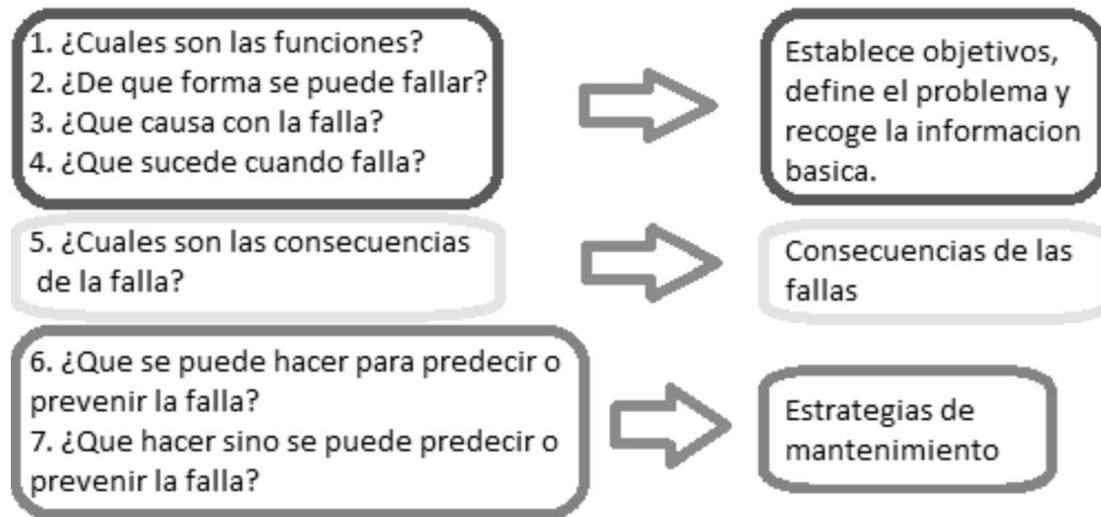 1. ¿Cuales son las funciones?
2. ¿De que forma se puede fallar?
3. ¿Que causa con la falla?
4. ¿Que sucede cuando falla?
Establece objetivos,
define el problema y
recoge la informacion
basica.
5. ¿Cuales son las consecuencias
de la falla?
Consecuencias de las
fallas
6. ¿Que se puede hacer para predecir o
prevenir la falla?
7. ¿Que hacer sino se puede predecir o
prevenir la falla?
Estrategias de
mantenimiento